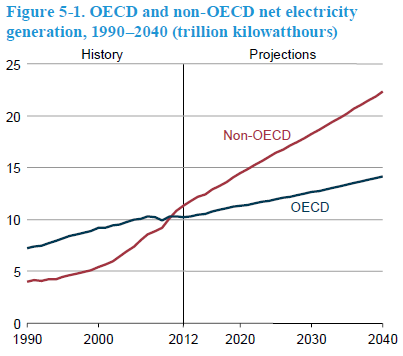 Figure 5-1. OECD and non-OECD net electricity
generation, 1990–2040 (trillion kilowatthours)
History
Projections
25
20
15
10
5
0
Non-OECD
OECD
1990
2000
2012
2020
2030
2040